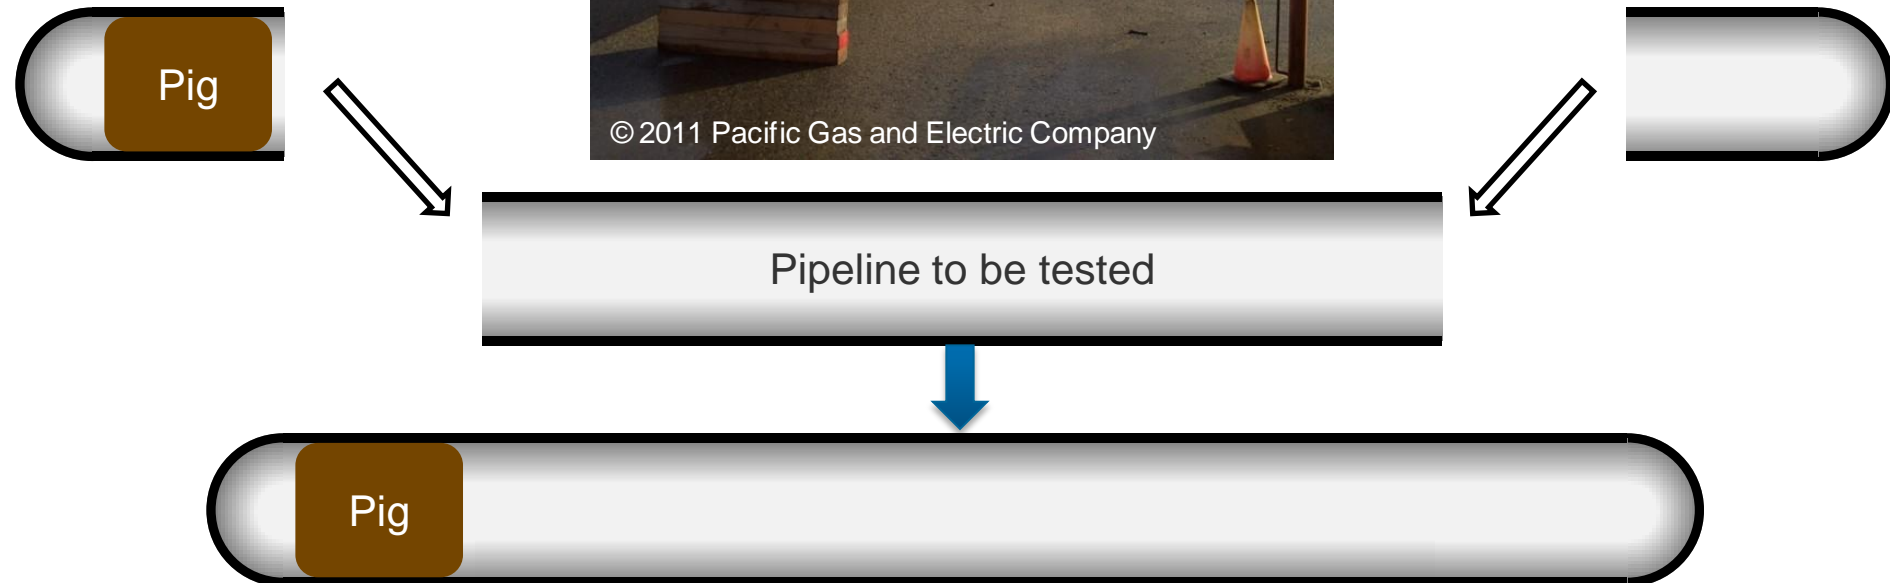 Pig
© 2011 Pacific Gas and Electric Company
Pipeline to be tested
Pig